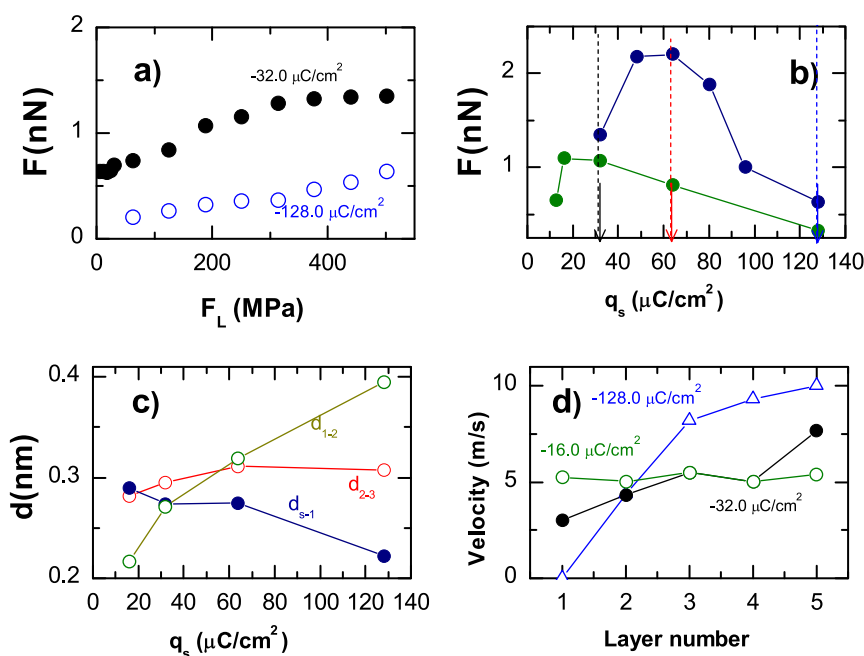 2
1
0
F(nN)
a)
-32.0 μC/cm²
-128.0 μC/cm²
0
200
400
F_L (MPa)
2
1
F(nN)
b)
0
20
40
60
80
100
120
140
q_s (μC/cm²)
0.4
0.3
0.2
d(nm)
c)
d_1-2
d_2-3
d_s-1
0
20
40
60
80
100
120
140
q_s (μC/cm²)
10
5
0
Velocity (m/s)
d)
-128.0 μC/cm²
-16.0 μC/cm²
-32.0 μC/cm²
1
2
3
4
5
Layer number